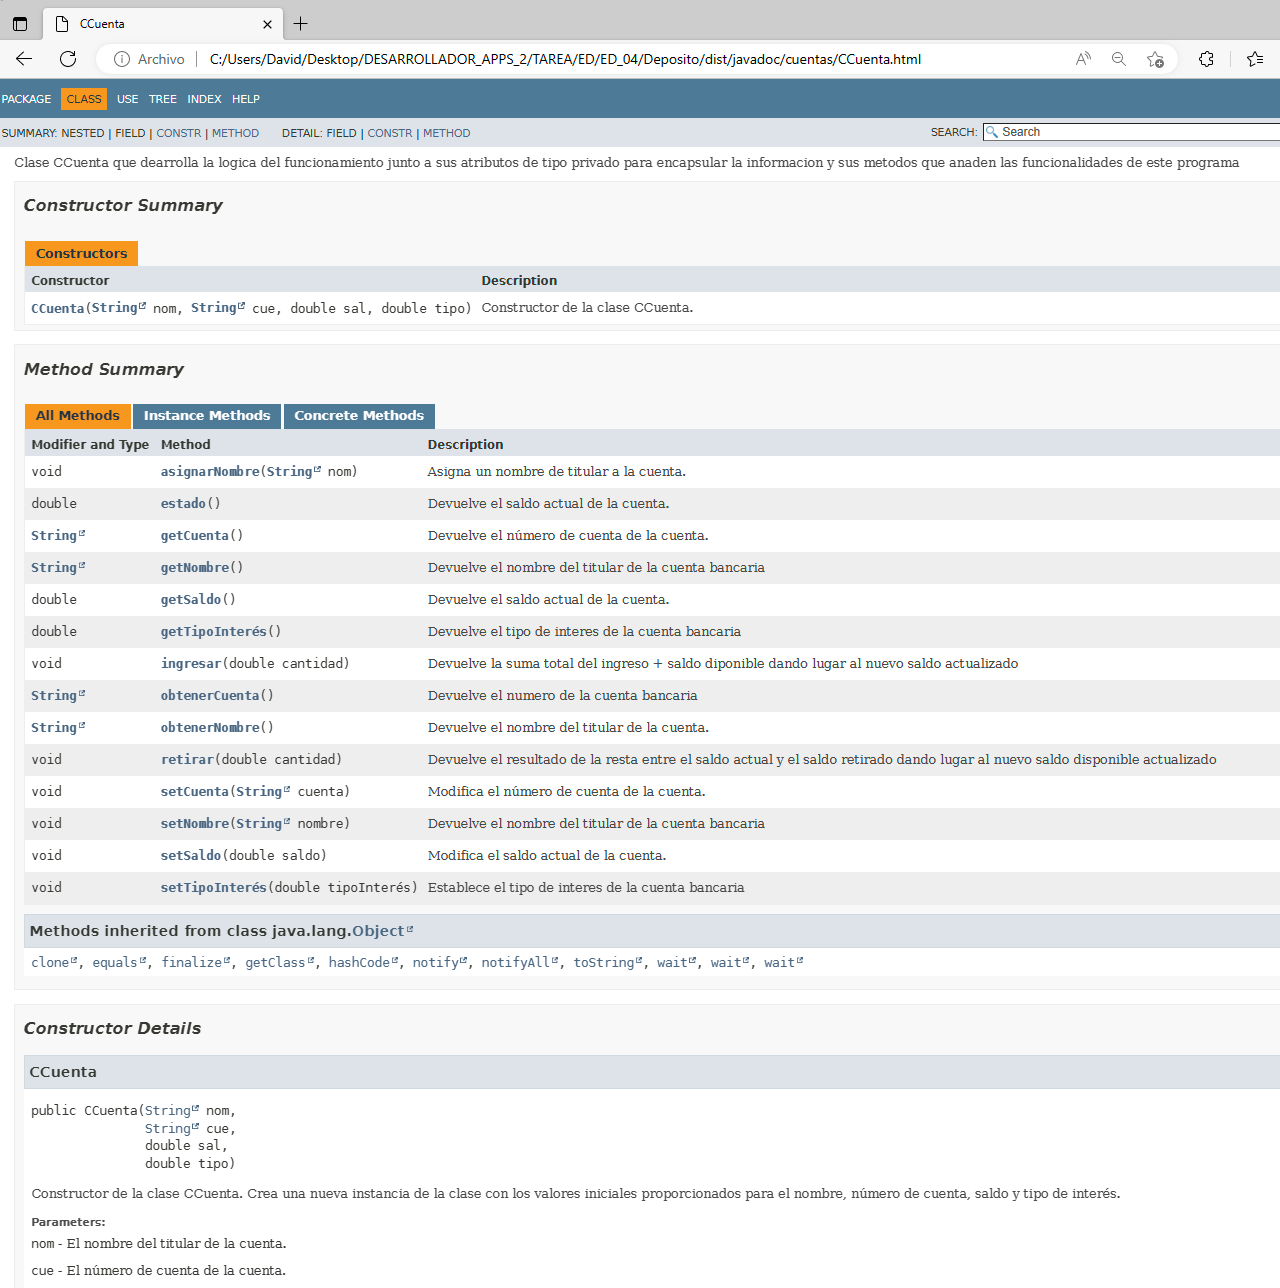 CCuenta
Archivo C:/Users/David/Desktop/DESARROLLADOR_APPS_2/TAREA/ED/ED_04/Deposito/dist/javadoc/cuentas/CCuenta.html
PACKAGE CLASS USE TREE INDEX HELP
SUMMARY: NESTED | FIELD | CONSTR | METHOD DETAIL: FIELD | CONSTR | METHOD SEARCH: Search
Clase CCuenta que dearrolla la logica del funcionamiento junto a sus atributos de tipo privado para encapsular la informacion y sus metodos que anaden las funcionalidades de este programa
Constructor Summary
Constructors
Constructor Description
CCuenta(String nom, String cue, double sal, double tipo) Constructor de la clase CCuenta.
Method Summary
All Methods Instance Methods Concrete Methods
Modifier and Type Method Description
void asignarNombre(String nom) Asigna un nombre de titular a la cuenta.
double estado() Devuelve el saldo actual de la cuenta.
String getCuenta() Devuelve el número de cuenta de la cuenta.
String getNombre() Devuelve el nombre del titular de la cuenta bancaria
double getSaldo() Devuelve el saldo actual de la cuenta.
double getTipoInterés() Devuelve el tipo de interes de la cuenta bancaria
void ingresar(double cantidad) Devuelve la suma total del ingreso + saldo diponible dando lugar al nuevo saldo actualizado
String obtenerCuenta() Devuelve el numero de la cuenta bancaria
String obtenerNombre() Devuelve el nombre del titular de la cuenta.
void retirar(double cantidad) Devuelve el resultado de la resta entre el saldo actual y el saldo retirado dando lugar al nuevo saldo disponible actualizado
void setCuenta(String cuenta) Modifica el número de cuenta de la cuenta.
void setNombre(String nombre) Devuelve el nombre del titular de la cuenta bancaria
void setSaldo(double saldo) Modifica el saldo actual de la cuenta.
void setTipoInterés(double tipoInterés) Establece el tipo de interes de la cuenta bancaria
Methods inherited from class java.lang.Object
clone, equals, finalize, getClass, hashCode, notify, notifyAll, toString, wait, wait, wait
Constructor Details
CCuenta
public CCuenta(String nom,
String cue,
double sal,
double tipo)
Constructor de la clase CCuenta. Crea una nueva instancia de la clase con los valores iniciales proporcionados para el nombre, número de cuenta, saldo y tipo de interés.
Parameters:
nom - El nombre del titular de la cuenta.
cue - El número de cuenta de la cuenta.